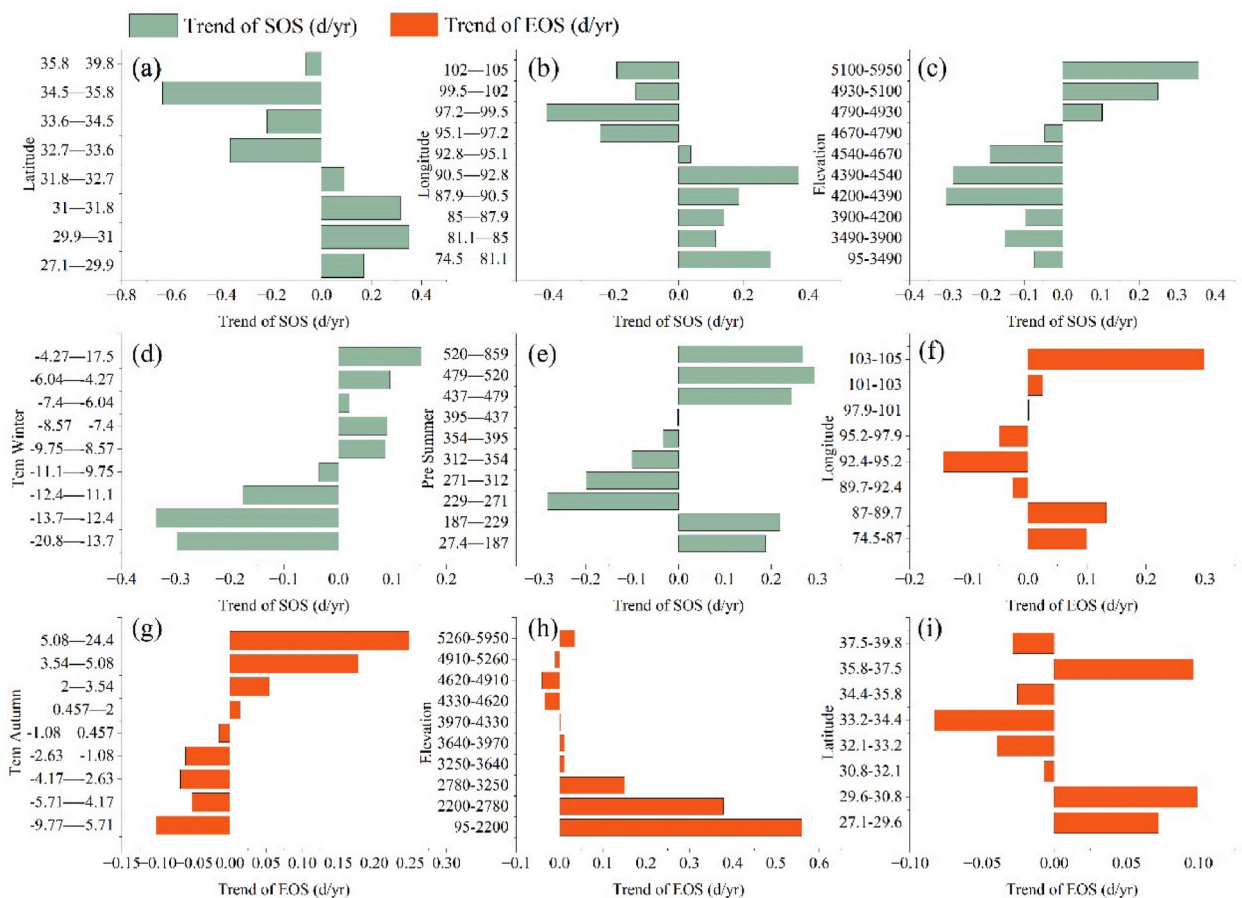 Trend of SOS (d/yr) Trend of EOS (d/yr)
(a)
Latitude
35.8 39.8
34.5—35.8
33.6—34.5
32.7—33.6
31.8—32.7
31—31.8
29.9—31
27.1—29.9
−0.8 −0.6 −0.4 −0.2 0.0 0.2 0.4
Trend of SOS (d/yr)
(b)
Longitude
102—105
99.5—102
97.2—99.5
95.1—97.2
92.8—95.1
90.5—92.8
87.9—90.5
85—87.9
81.1—85
74.5—81.1
−0.4 −0.2 0.0 0.2 0.4
Trend of SOS (d/yr)
(c)
Elevation
5100-5950
4930-5100
4790-4930
4670-4790
4540-4670
4390-4540
4200-4390
3900-4200
3490-3900
95-3490
−0.4 −0.3 −0.2 −0.1 0.0 0.1 0.2 0.3 0.4
Trend of SOS (d/yr)
(d)
Tem Winter
-4.27—17.5
-6.04—-4.27
-7.4—-6.04
-8.57 -7.4
-9.75—-8.57
-11.1—-9.75
-12.4—-11.1
-13.7—-12.4
-20.8—-13.7
−0.4 −0.3 −0.2 −0.1 0.0 0.1 0.2
Trend of SOS (d/yr)
(e)
Pre Summer
520—859
479—520
437—479
395—437
354—395
312—354
271—312
229—271
187—229
27.4—187
−0.3 −0.2 −0.1 0.0 0.1 0.2 0.3
Trend of SOS (d/yr)
(f)
Longitude
103-105
101-103
97.9-101
95.2-97.9
92.4-95.2
89.7-92.4
87-89.7
74.5-87
−0.2 −0.1 0.0 0.1 0.2 0.3
Trend of EOS (d/yr)
(g)
Tem Autumn
5.08—24.4
3.54—5.08
2—3.54
0.457—2
-1.08 0.457
-2.63 -1.08
-4.17—-2.63
-5.71—-4.17
-9.77—-5.71
−0.15 −0.10 −0.05 0.00 0.05 0.10 0.15 0.20 0.25 0.30
Trend of EOS (d/yr)
(h)
Elevation
5260-5950
4910-5260
4620-4910
4330-4620
3970-4330
3640-3970
3250-3640
2780-3250
2200-2780
95-2200
−0.1 0.0 0.1 0.2 0.3 0.4 0.5 0.6
Trend of EOS (d/yr)
(i)
Latitude
37.5-39.8
35.8-37.5
34.4-35.8
33.2-34.4
32.1-33.2
30.8-32.1
29.6-30.8
27.1-29.6
−0.10 −0.05 0.00 0.05 0.10
Trend of EOS (d/yr)